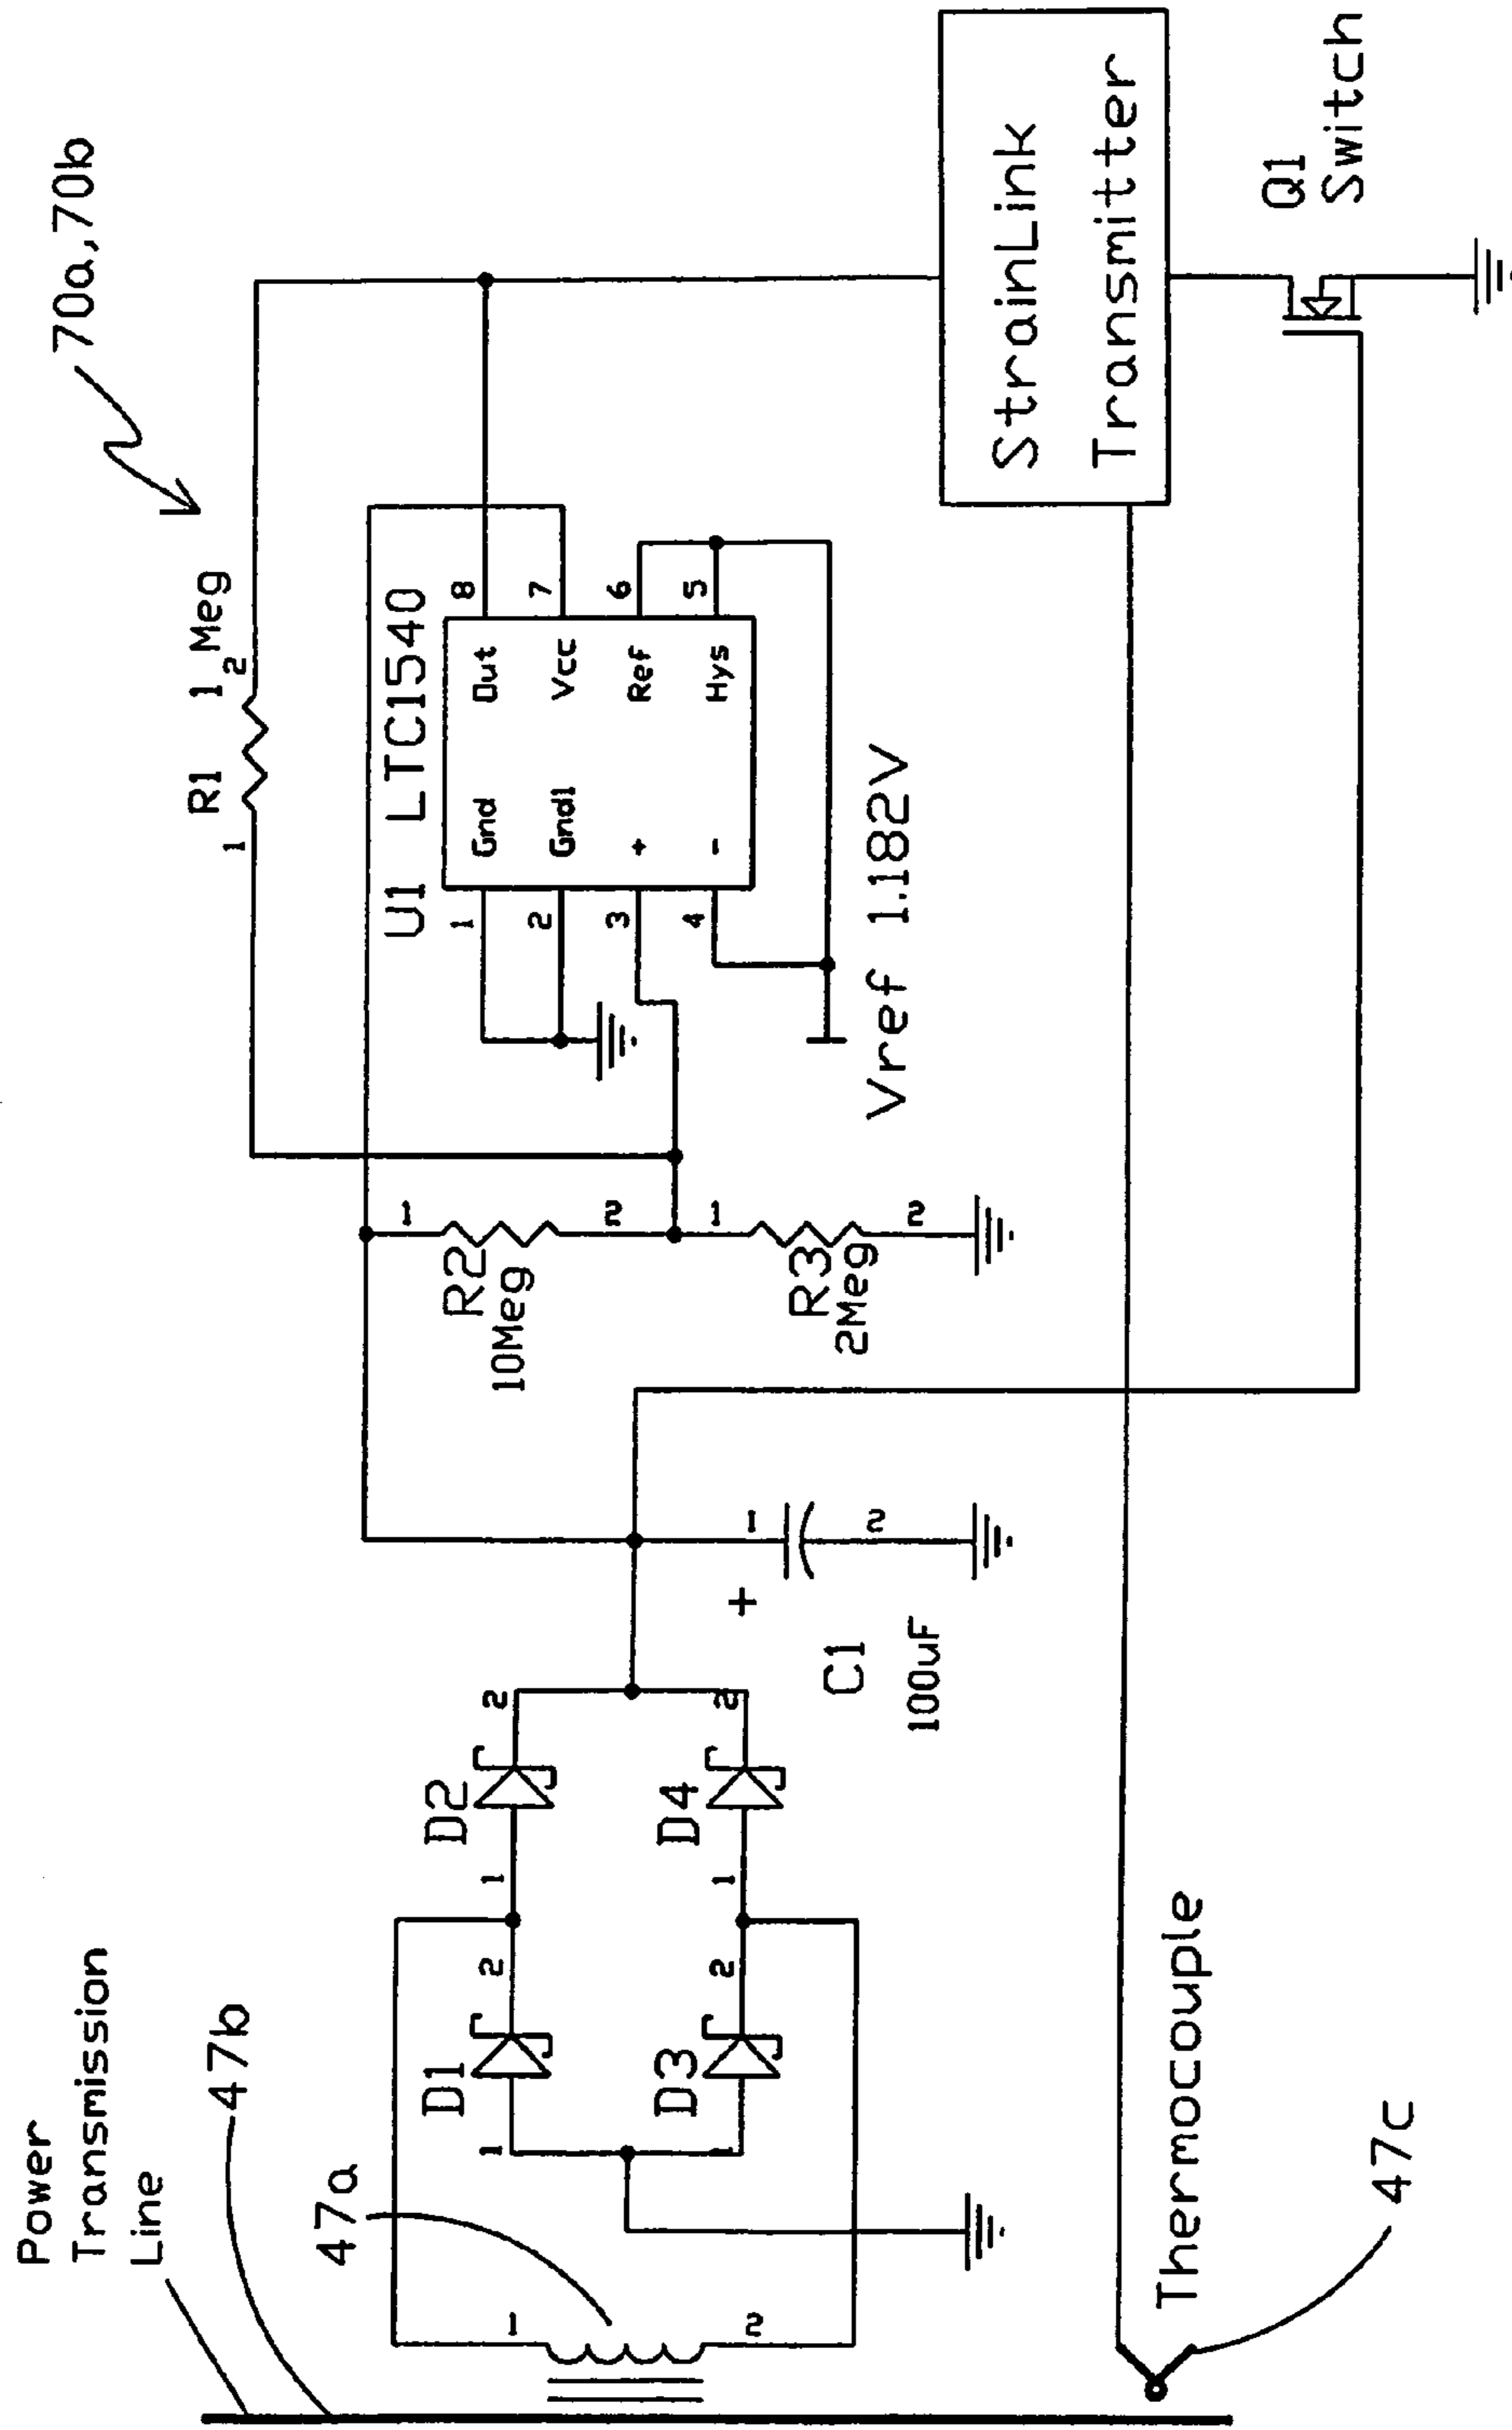 70a,70b
R1 1 Meg
1
2
U1 LTC1540
1 Gnd
Out 8
2 Gnd1
Vcc 7
3 +
Ref 6
4 -
Hys 5
Vref 1.182V
1
R2
10Meg
2
1
R3
2Meg
2
StrainLink
Transmitter
Q1
Switch
1
+
C1
100uF
2
D2
1
2
D4
1
2
D1
1
2
D3
1
2
Power
Transmission
Line
47b
47a
1
2
Thermocouple
47c